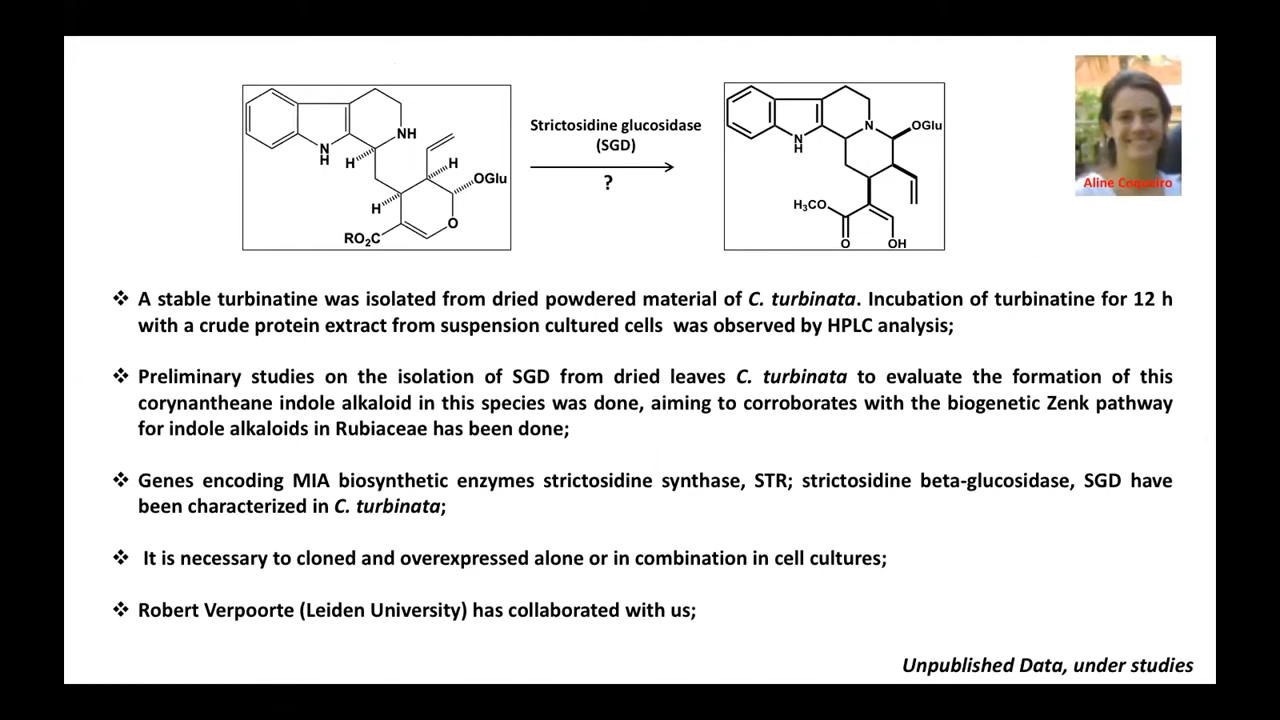 NH
N
H
H
H
OGlu
H
O
RO₂C
Strictosidine glucosidase
(SGD)
?
N
OGlu
N
H
H₃CO
O
OH
Aline Coqueiro
❖ A stable turbinatine was isolated from dried powdered material of C. turbinata. Incubation of turbinatine for 12 h
with a crude protein extract from suspension cultured cells was observed by HPLC analysis;
❖ Preliminary studies on the isolation of SGD from dried leaves C. turbinata to evaluate the formation of this
corynantheane indole alkaloid in this species was done, aiming to corroborates with the biogenetic Zenk pathway
for indole alkaloids in Rubiaceae has been done;
❖ Genes encoding MIA biosynthetic enzymes strictosidine synthase, STR; strictosidine beta-glucosidase, SGD have
been characterized in C. turbinata;
❖ It is necessary to cloned and overexpressed alone or in combination in cell cultures;
❖ Robert Verpoorte (Leiden University) has collaborated with us;
Unpublished Data, under studies